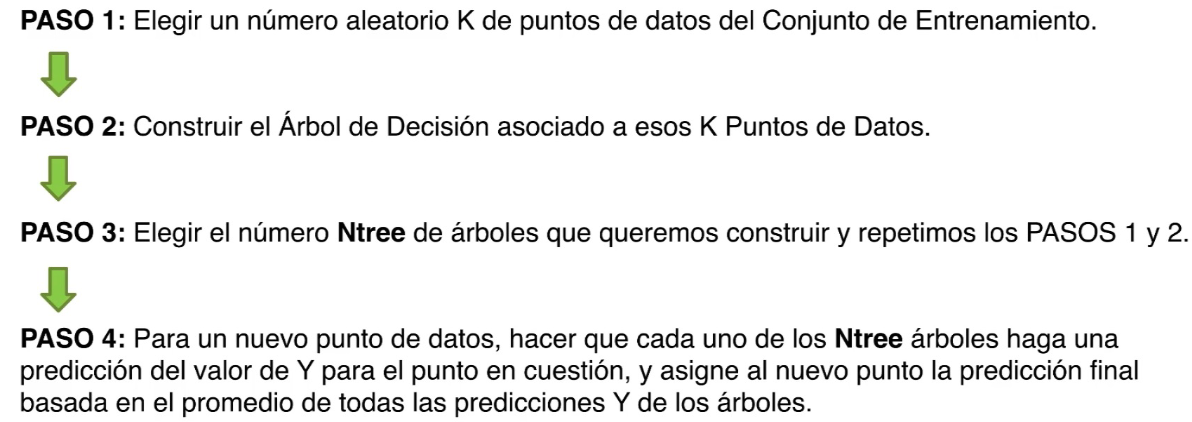 PASO 1: Elegir un número aleatorio K de puntos de datos del Conjunto de Entrenamiento.
PASO 2: Construir el Árbol de Decisión asociado a esos K Puntos de Datos.
PASO 3: Elegir el número Ntree de árboles que queremos construir y repetimos los PASOS 1 y 2.
PASO 4: Para un nuevo punto de datos, hacer que cada uno de los Ntree árboles haga una
predicción del valor de Y para el punto en cuestión, y asigne al nuevo punto la predicción final
basada en el promedio de todas las predicciones Y de los árboles.